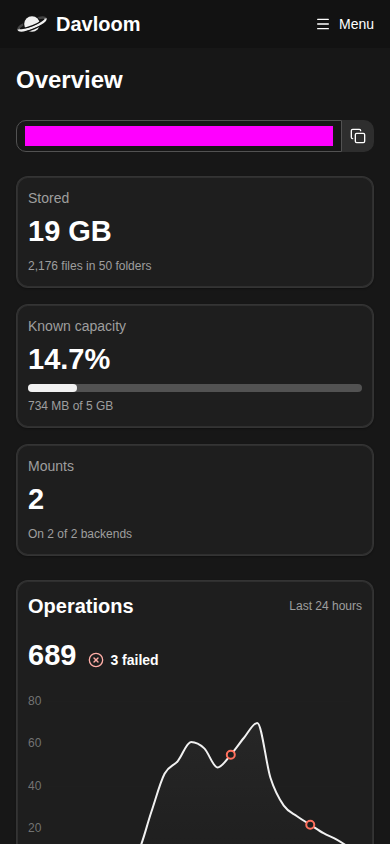 Davloom
Menu
Overview
Stored
19 GB
2,176 files in 50 folders
Known capacity
14.7%
734 MB of 5 GB
Mounts
2
On 2 of 2 backends
Operations
Last 24 hours
689
3 failed
80
60
40
20